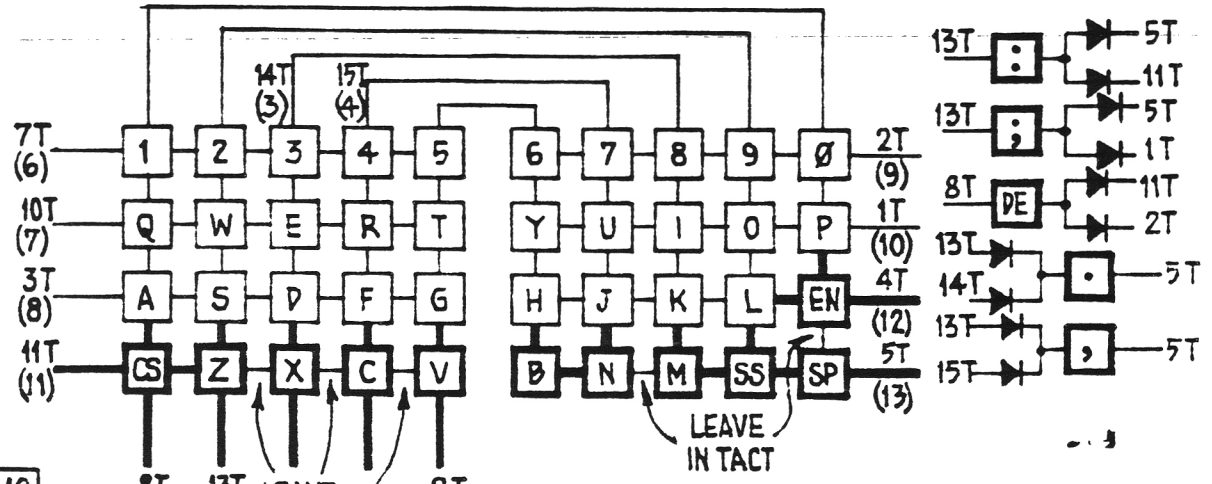 14T 15T
(3) (4)
7T 1 2 3 4 5 6 7 8 9 Ø 2T
(6) (9)
10T Q W E R T Y U I O P 1T
(7) (10)
3T A S D F G H J K L EN 4T
(8) (12)
11T CS Z X C V B N M SS SP 5T
(11) (13)
LEAVE
IN TACT
13T : 5T
11T
13T ; 5T
1T
8T DE 11T
2T
13T
. 5T
14T
13T
, 5T
15T